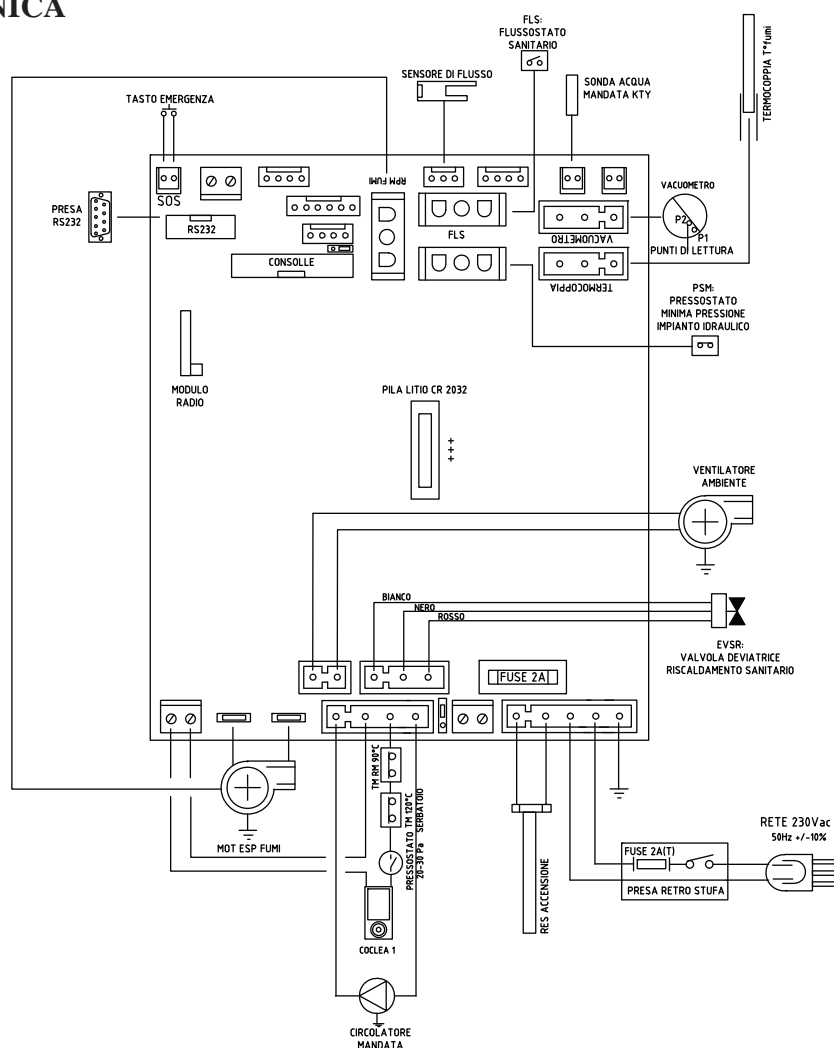 NICA
FLS:
FLUSSOSTATO
SANITARIO
SENSORE DI FLUSSO
SONDA ACQUA
MANDATA KTY
TERMOCOPPIA T°fumi
TASTO EMERGENZA
SOS
RPM FUMI
PRESA
RS232
RS232
FLS
VACUOMETRO
VACUOMETRO
P2
P1
PUNTI DI LETTURA
CONSOLLE
TERMOCOPPIA
PSM:
PRESSOSTATO
MINIMA PRESSIONE
IMPIANTO IDRAULICO
MODULO
RADIO
PILA LITIO CR 2032
+++
VENTILATORE
AMBIENTE
BIANCO
NERO
ROSSO
EVSR:
VALVOLA DEVIATRICE
RISCALDAMENTO SANITARIO
FUSE 2A
TM RM 90°C
PRESSOSTATO TM 120°C
20-30 Pa SERBATOIO
MOT ESP FUMI
RES ACCENSIONE
RETE 230Vac
50Hz +/-10%
FUSE 2A(T)
PRESA RETRO STUFA
COCLEA 1
CIRCOLATORE
MANDATA